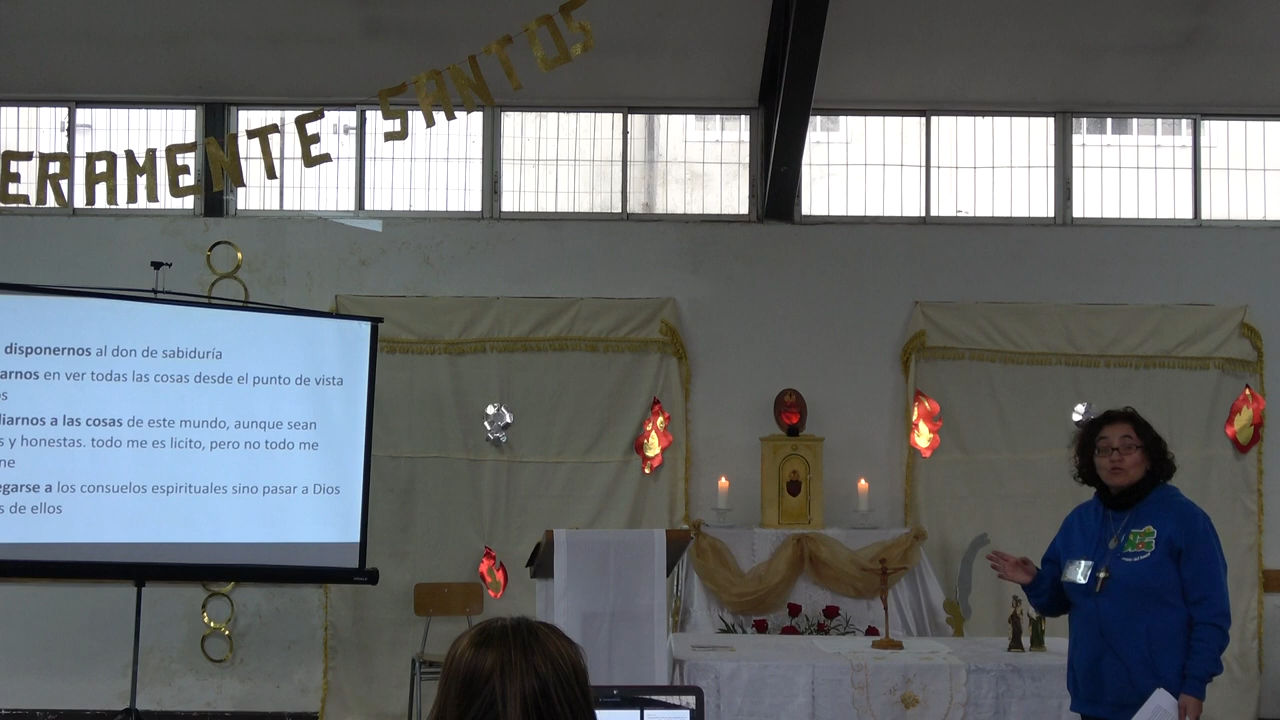 ERAMENTE SANTOS
disponernos al don de sabiduría
arnos en ver todas las cosas desde el punto de vista
os
liarnos a las cosas de este mundo, aunque sean
s y honestas. todo me es licito, pero no todo me
ne
egarse a los consuelos espirituales sino pasar a Dios
s de ellos